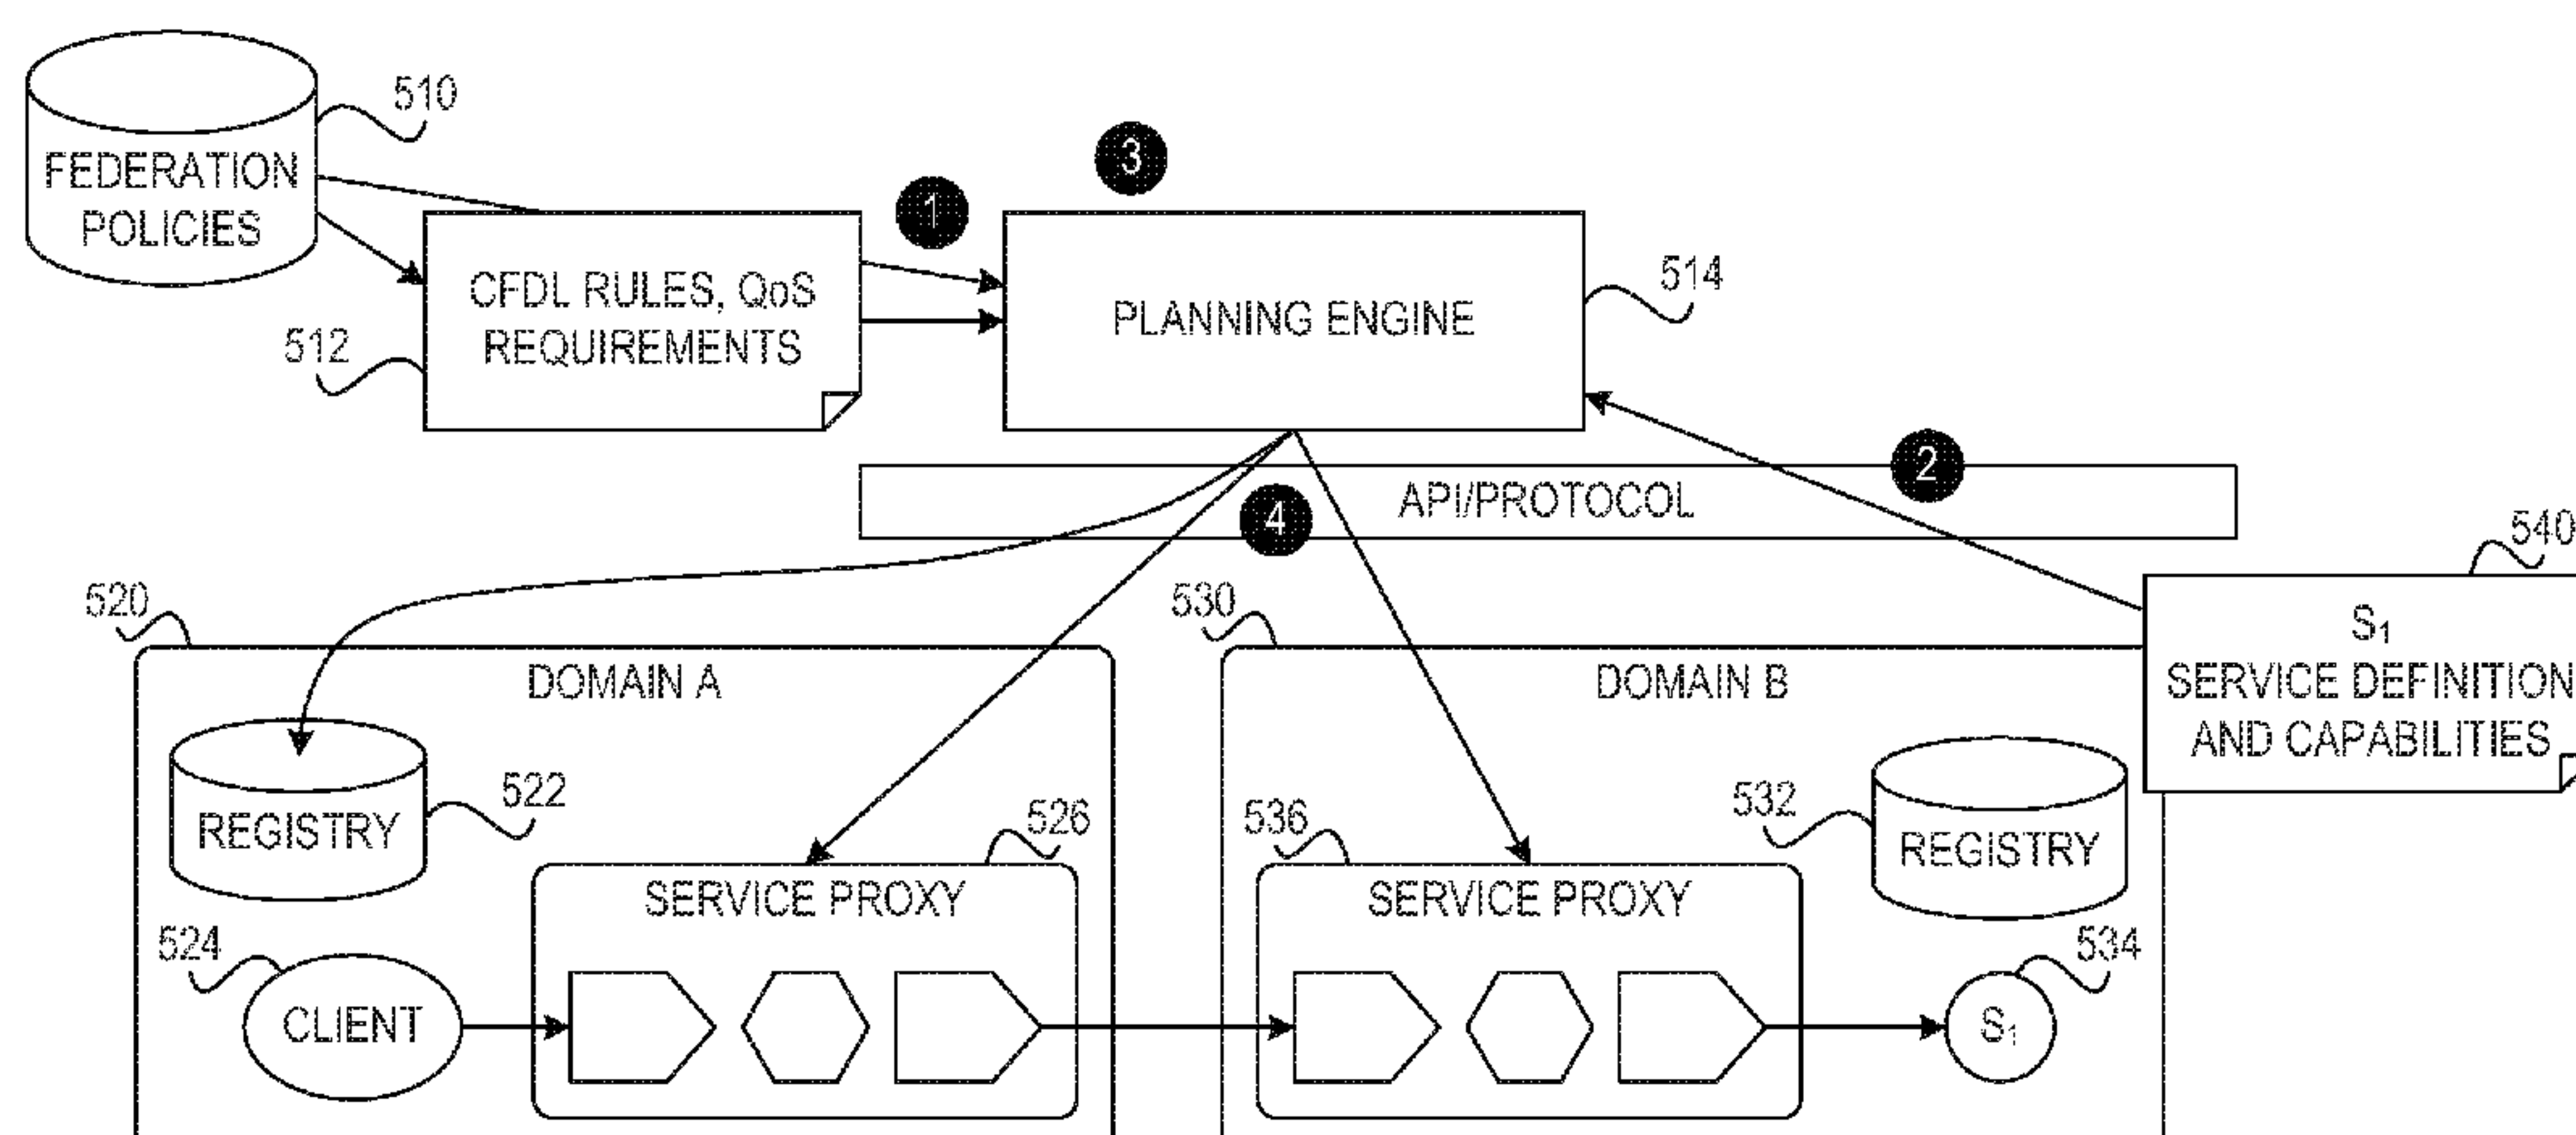 510
FEDERATION
POLICIES
3
1
CFDL RULES, QoS
REQUIREMENTS
512
PLANNING ENGINE
514
2
API/PROTOCOL
4
540
520
530
S₁
SERVICE DEFINITION
AND CAPABILITIES
DOMAIN A
DOMAIN B
REGISTRY
522
526
SERVICE PROXY
536
SERVICE PROXY
532
REGISTRY
524
CLIENT
534
S₁